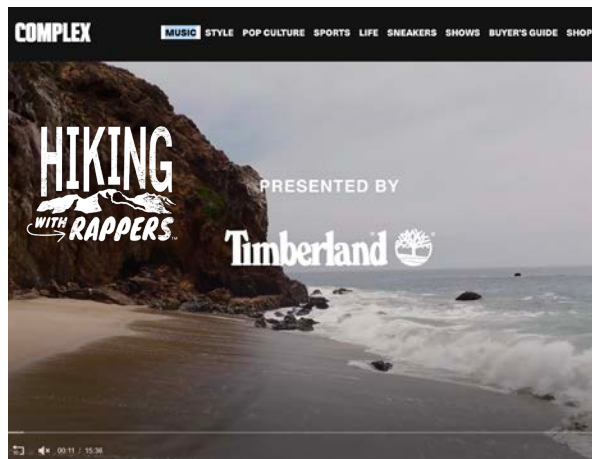 COMPLEX
MUSIC STYLE POP CULTURE SPORTS LIFE SNEAKERS SHOWS BUYER'S GUIDE SHOP
HIKING
WITH RAPPERS™
PRESENTED BY
Timberland®
00:11 / 15:36